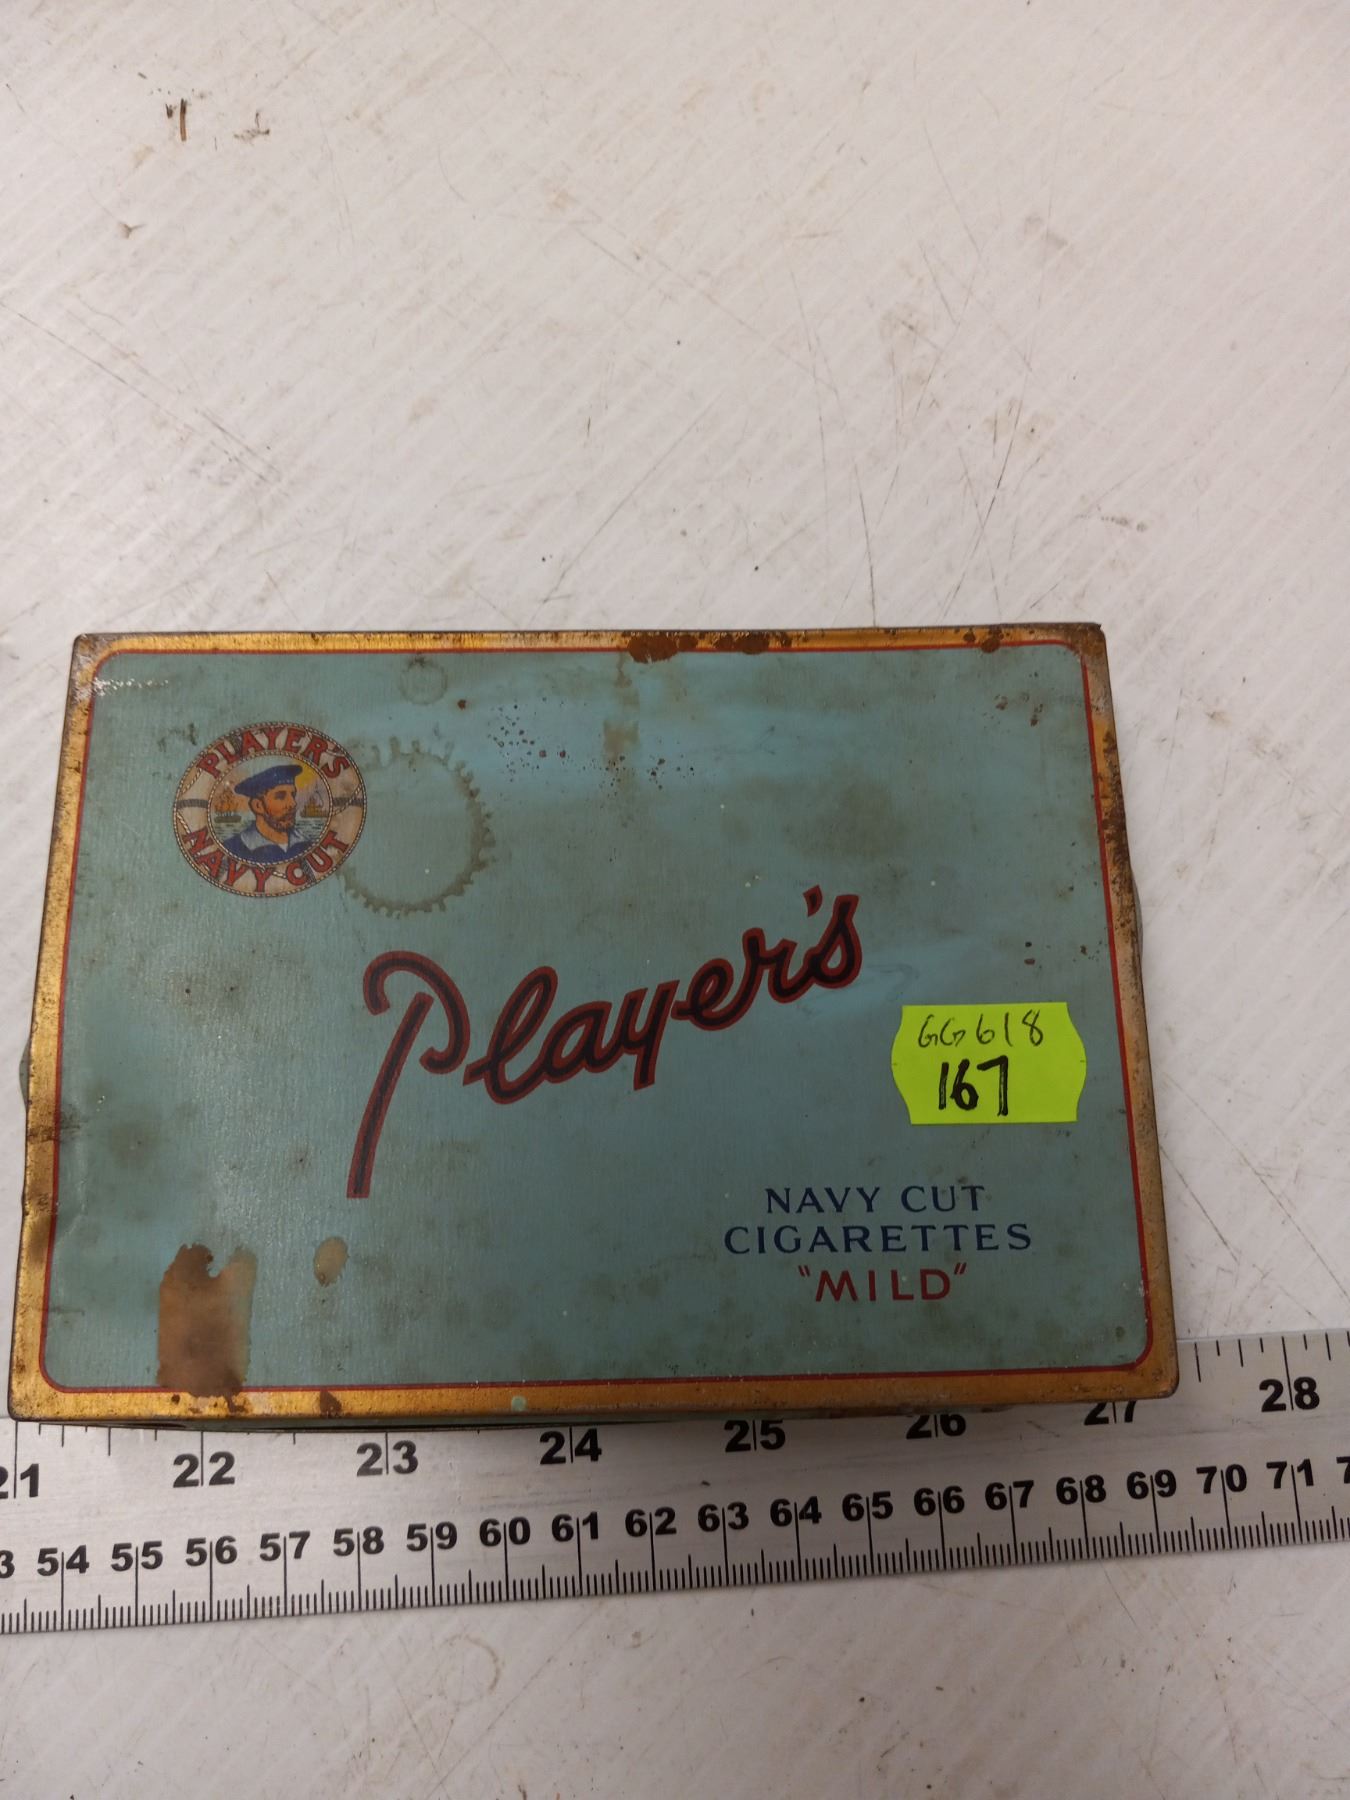 PLAYER'S
NAVY CUT
Player's
GG618
167
NAVY CUT
CIGARETTES
"MILD"
21 22 23 24 25 26 27 28
3 54 55 56 57 58 59 60 61 62 63 64 65 66 67 68 69 70 71 7